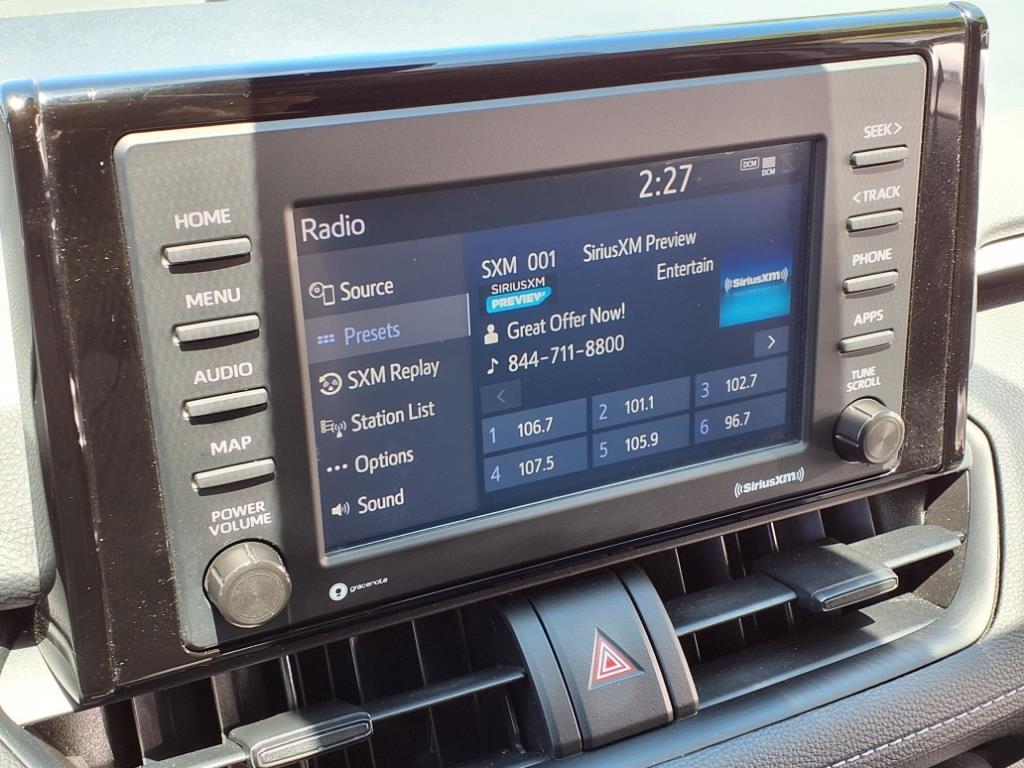 HOME
MENU
AUDIO
MAP
POWER
VOLUME
Radio
2:27
DCM
DCM
Source
Presets
SXM Replay
Station List
Options
Sound
SXM 001
SiriusXM Preview
Entertain
SIRIUSXM
PREVIEW
((SiriusXM))
Great Offer Now!
844-711-8800
<
>
1 106.7
2 101.1
3 102.7
4 107.5
5 105.9
6 96.7
SEEK>
<TRACK
PHONE
APPS
TUNE
SCROLL
gracenote
((SiriusXM))